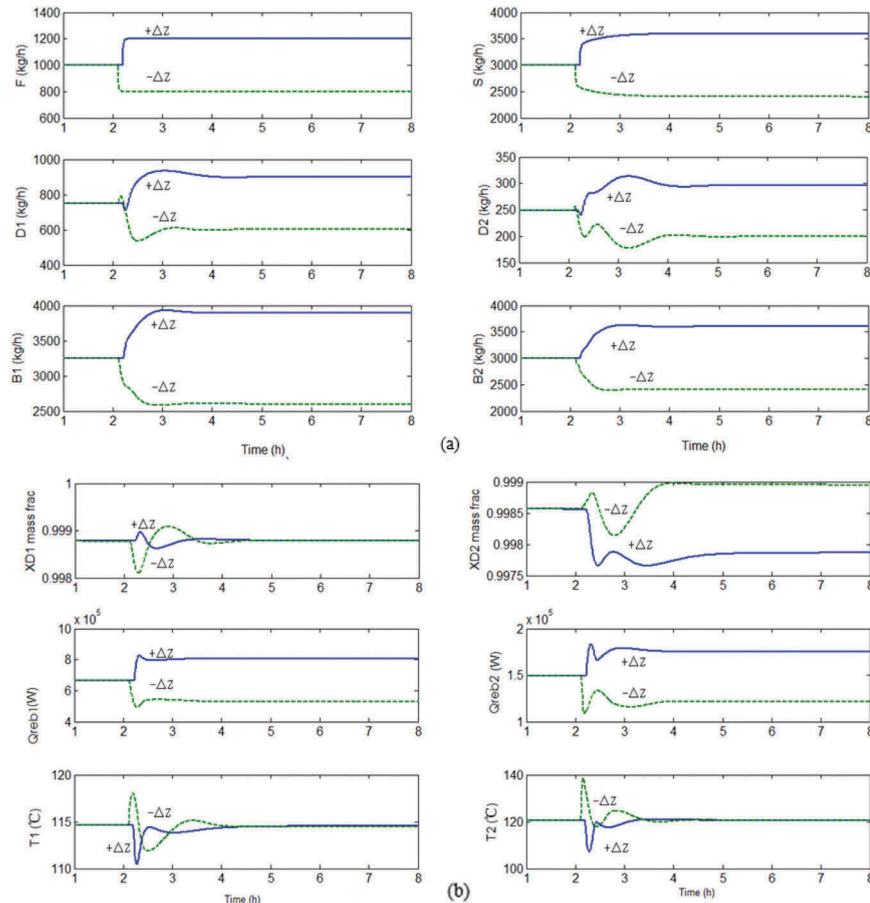 1400
1200
1000
800
600
F (kg/h)
+ΔZ
−ΔZ
1 2 3 4 5 6 7 8
4000
3500
3000
2500
2000
S (kg/h)
+ΔZ
−ΔZ
1 2 3 4 5 6 7 8
1000
800
600
400
D1 (kg/h)
+ΔZ
−ΔZ
1 2 3 4 5 6 7 8
350
300
250
200
150
D2 (kg/h)
+ΔZ
−ΔZ
1 2 3 4 5 6 7 8
4000
3500
3000
2500
B1 (kg/h)
+ΔZ
−ΔZ
1 2 3 4 5 6 7 8
Time (h)
4000
3500
3000
2500
2000
B2 (kg/h)
+ΔZ
−ΔZ
1 2 3 4 5 6 7 8
Time (h)
(a)
1
0.999
0.998
XD1 mass frac
+ΔZ
−ΔZ
1 2 3 4 5 6 7 8
0.999
0.9985
0.998
0.9975
XD2 mass frac
−ΔZ
+ΔZ
1 2 3 4 5 6 7 8
x 10⁵
10
8
6
4
Qreb1(W)
+ΔZ
−ΔZ
1 2 3 4 5 6 7 8
x 10⁵
2
1.5
1
Qreb2 (W)
+ΔZ
−ΔZ
1 2 3 4 5 6 7 8
120
115
110
T1 (℃)
−ΔZ
+ΔZ
1 2 3 4 5 6 7 8
Time (h)
140
120
100
T2 (℃)
−ΔZ
+ΔZ
1 2 3 4 5 6 7 8
Time (h)
(b)